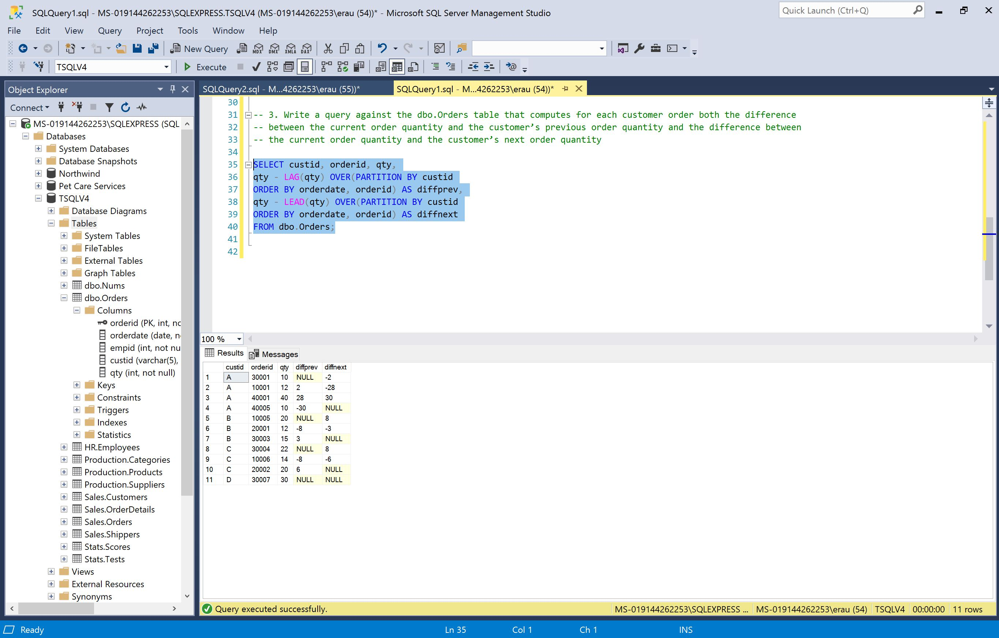 SQLQuery1.sql - MS-019144262253\SQLEXPRESS.TSQLV4 (MS-019144262253\erau (54))* - Microsoft SQL Server Management Studio
Quick Launch (Ctrl+Q)
File Edit View Query Project Tools Window Help
New Query MDX DMX XMLA DAX
TSQLV4 Execute
Object Explorer
Connect
MS-019144262253\SQLEXPRESS (SQL
Databases
System Databases
Database Snapshots
Northwind
Pet Care Services
TSQLV4
Database Diagrams
Tables
System Tables
FileTables
External Tables
Graph Tables
dbo.Nums
dbo.Orders
Columns
orderid (PK, int, nc
orderdate (date, n
empid (int, not nu
custid (varchar(5),
qty (int, not null)
Keys
Constraints
Triggers
Indexes
Statistics
HR.Employees
Production.Categories
Production.Products
Production.Suppliers
Sales.Customers
Sales.OrderDetails
Sales.Orders
Sales.Shippers
Stats.Scores
Stats.Tests
Views
External Resources
Synonyms
SQLQuery2.sql - M...4262253\erau (55))*
SQLQuery1.sql - M...4262253\erau (54))*
30
31 -- 3. Write a query against the dbo.Orders table that computes for each customer order both the difference
32 -- between the current order quantity and the customer’s previous order quantity and the difference between
33 -- the current order quantity and the customer’s next order quantity
34
35 SELECT custid, orderid, qty,
36 qty - LAG(qty) OVER(PARTITION BY custid
37 ORDER BY orderdate, orderid) AS diffprev,
38 qty - LEAD(qty) OVER(PARTITION BY custid
39 ORDER BY orderdate, orderid) AS diffnext
40 FROM dbo.Orders;
41
42
100 %
Results Messages
custid orderid qty diffprev diffnext
1 A 30001 10 NULL -2
2 A 10001 12 2 -28
3 A 40001 40 28 30
4 A 40005 10 -30 NULL
5 B 10005 20 NULL 8
6 B 20001 12 -8 -3
7 B 30003 15 3 NULL
8 C 30004 22 NULL 8
9 C 10006 14 -8 -6
10 C 20002 20 6 NULL
11 D 30007 30 NULL NULL
Query executed successfully.
MS-019144262253\SQLEXPRESS ... MS-019144262253\erau (54) TSQLV4 00:00:00 11 rows
Ready Ln 35 Col 1 Ch 1 INS